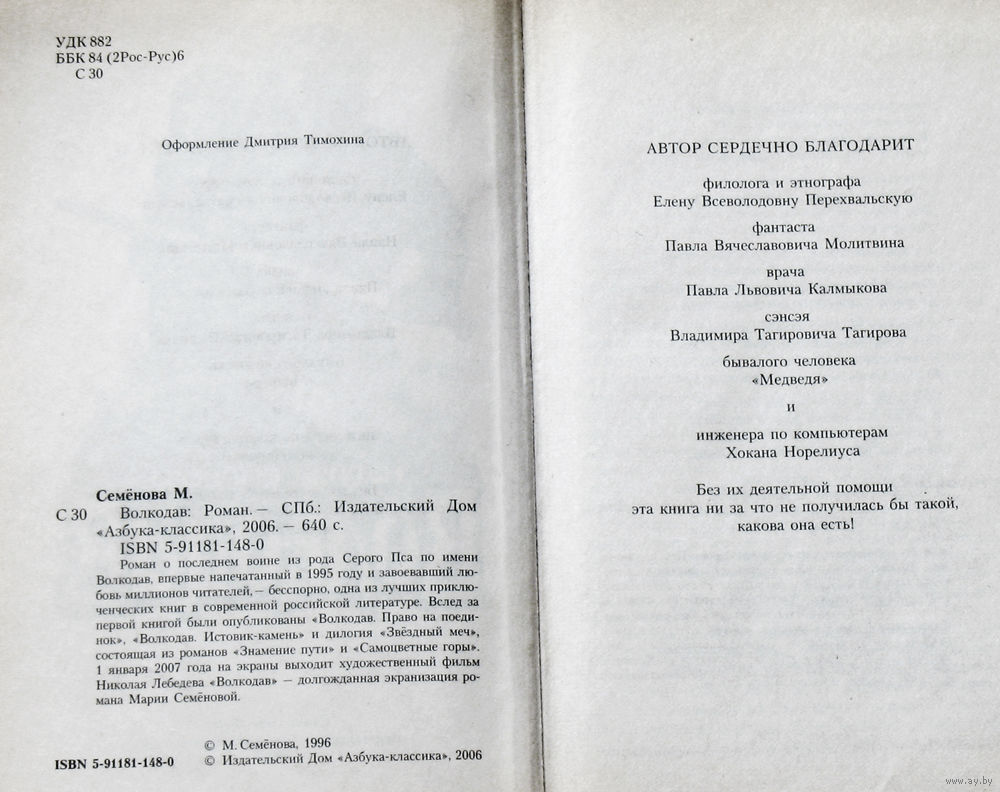 УДК 882
ББК 84 (2Рос-Рус)6
С 30
Оформление Дмитрия Тимохина
Семёнова М.
С 30 Волкодав: Роман.— СПб.: Издательский Дом
«Азбука-классика», 2006.— 640 с.
ISBN 5-91181-148-0
Роман о последнем воине из рода Серого Пса по имени
Волкодав, впервые напечатанный в 1995 году и завоевавший лю-
бовь миллионов читателей,— бесспорно, одна из лучших приклю-
ченческих книг в современной российской литературе. Вслед за
первой книгой были опубликованы «Волкодав. Право на поеди-
нок», «Волкодав. Истовик-камень» и дилогия «Звёздный меч»,
состоящая из романов «Знамение пути» и «Самоцветные горы».
1 января 2007 года на экраны выходит художественный фильм
Николая Лебедева «Волкодав» — долгожданная экранизация ро-
мана Марии Семёновой.
© М. Семёнова, 1996
ISBN 5-91181-148-0 © Издательский Дом «Азбука-классика», 2006
АВТОР СЕРДЕЧНО БЛАГОДАРИТ
филолога и этнографа
Елену Всеволодовну Перехвальскую
фантаста
Павла Вячеславовича Молитвина
врача
Павла Львовича Калмыкова
сэнсэя
Владимира Тагировича Тагирова
бывалого человека
«Медведя»
и
инженера по компьютерам
Хокана Норелиуса
Без их деятельной помощи
эта книга ни за что не получилась бы такой,
какова она есть!
www.ay.by